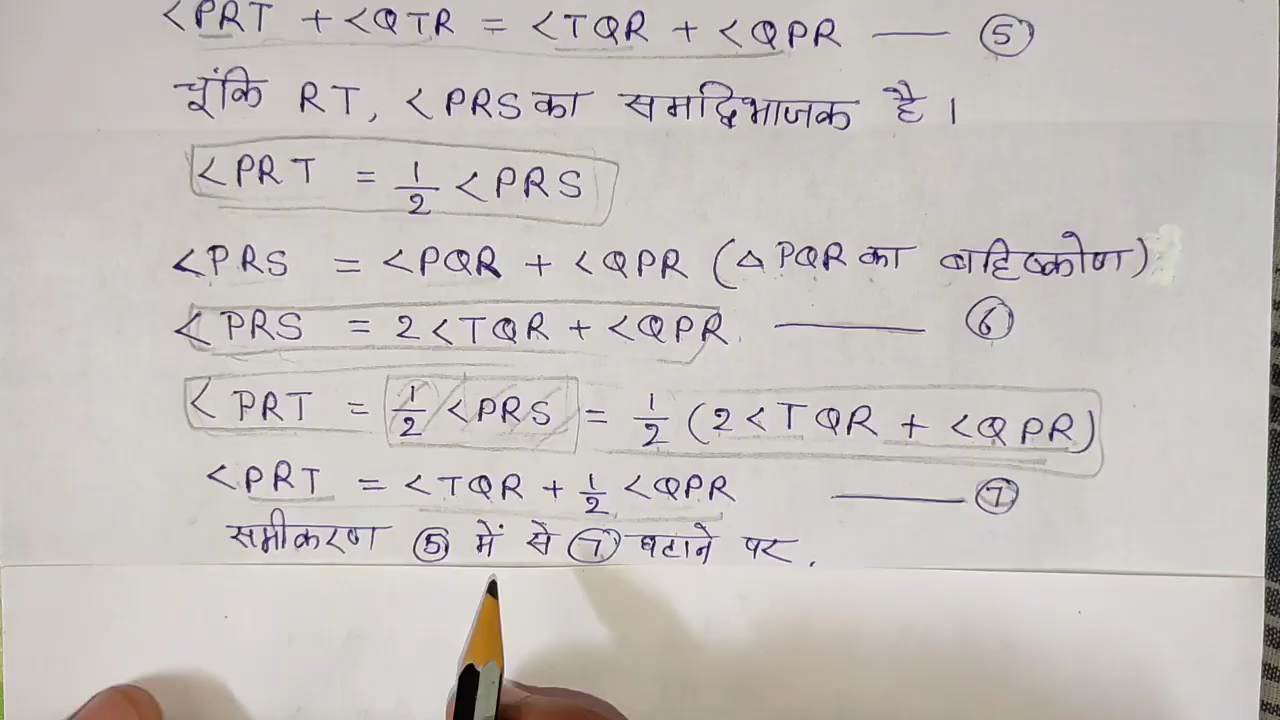 <PRT + <QTR = <TQR + <QPR —— ⑤
चूंकि RT, <PRS का समद्विभाजक है।
<PRT = 1/2 <PRS
<PRS = <PQR + <QPR (△ PQR का बाहिष्कोण)
<PRS = 2<TQR + <QPR. —— ⑥
<PRT = 1/2 <PRS = 1/2 (2<TQR + <QPR)
<PRT = <TQR + 1/2 <QPR —— ⑦
समीकरण ⑤ में से ⑦ घटाने पर.